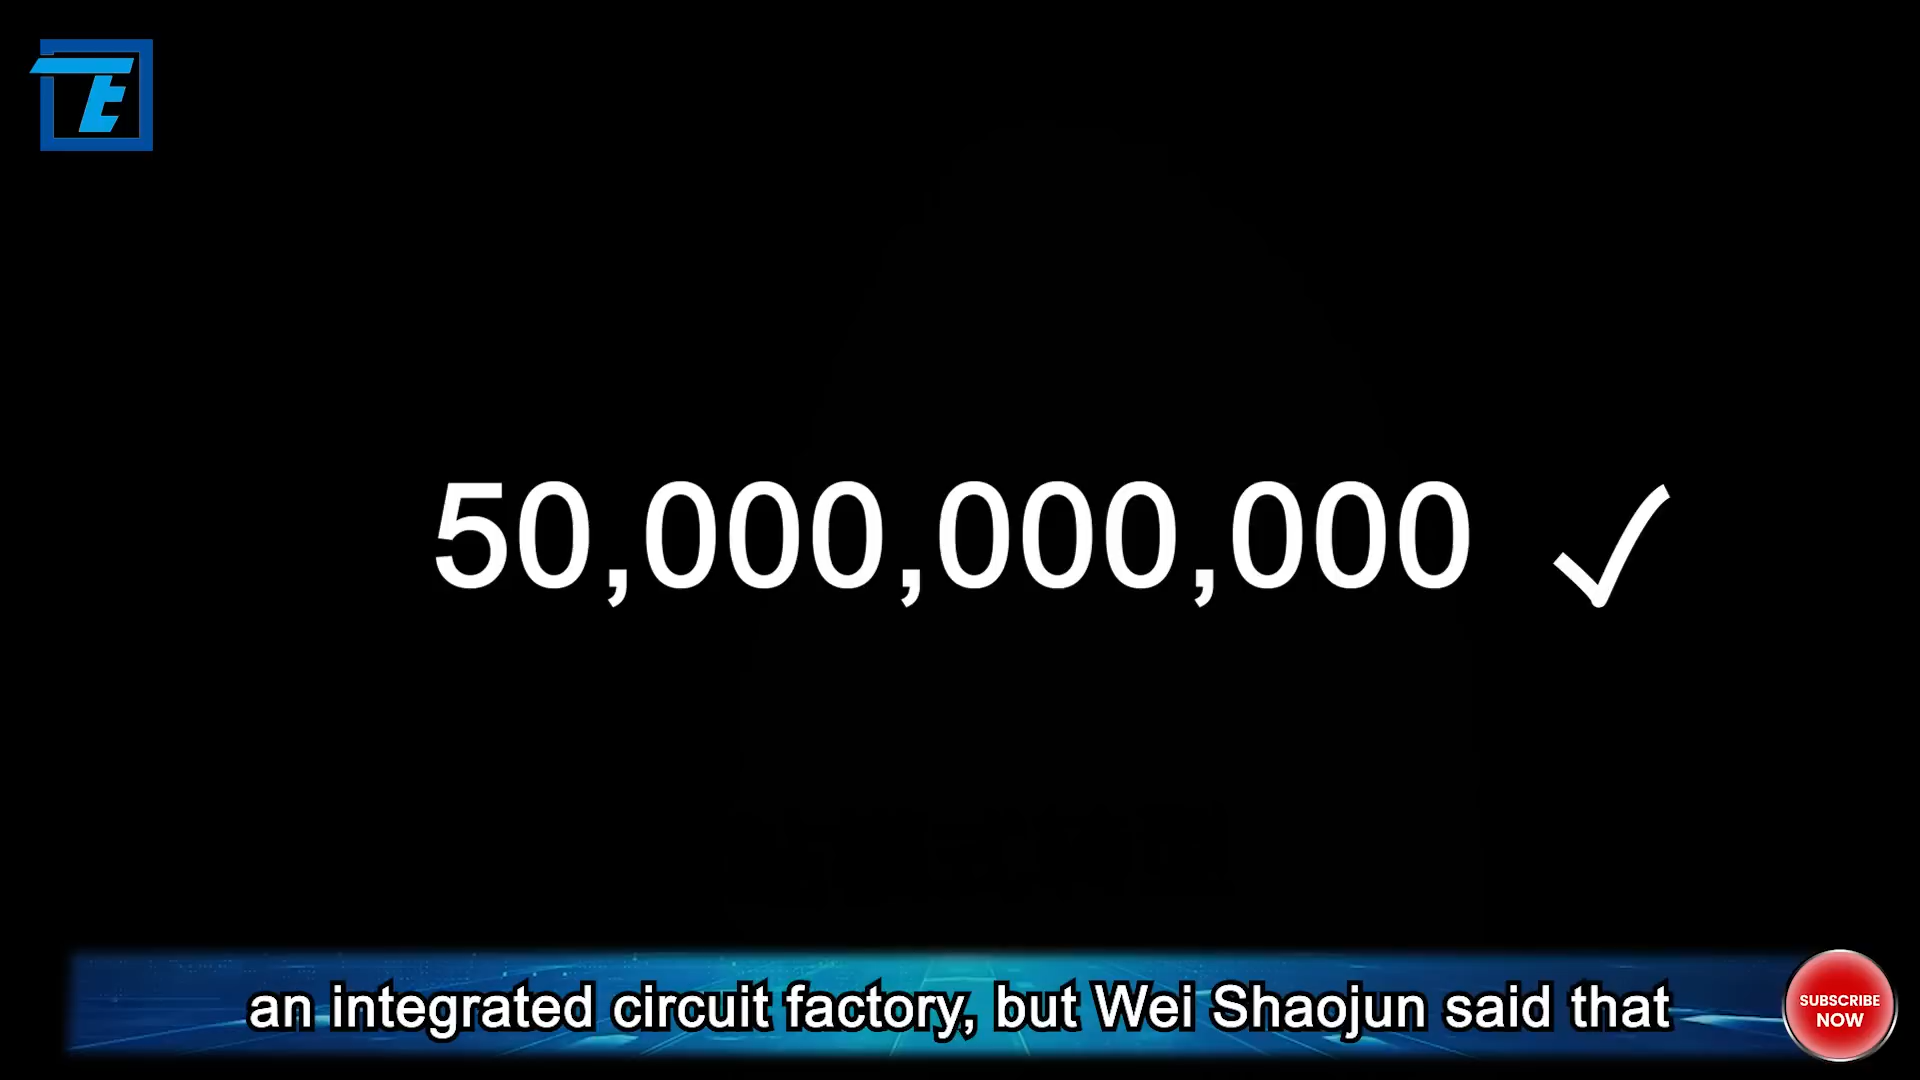 50,000,000,000 ✓
an integrated circuit factory, but Wei Shaojun said that
SUBSCRIBE
NOW